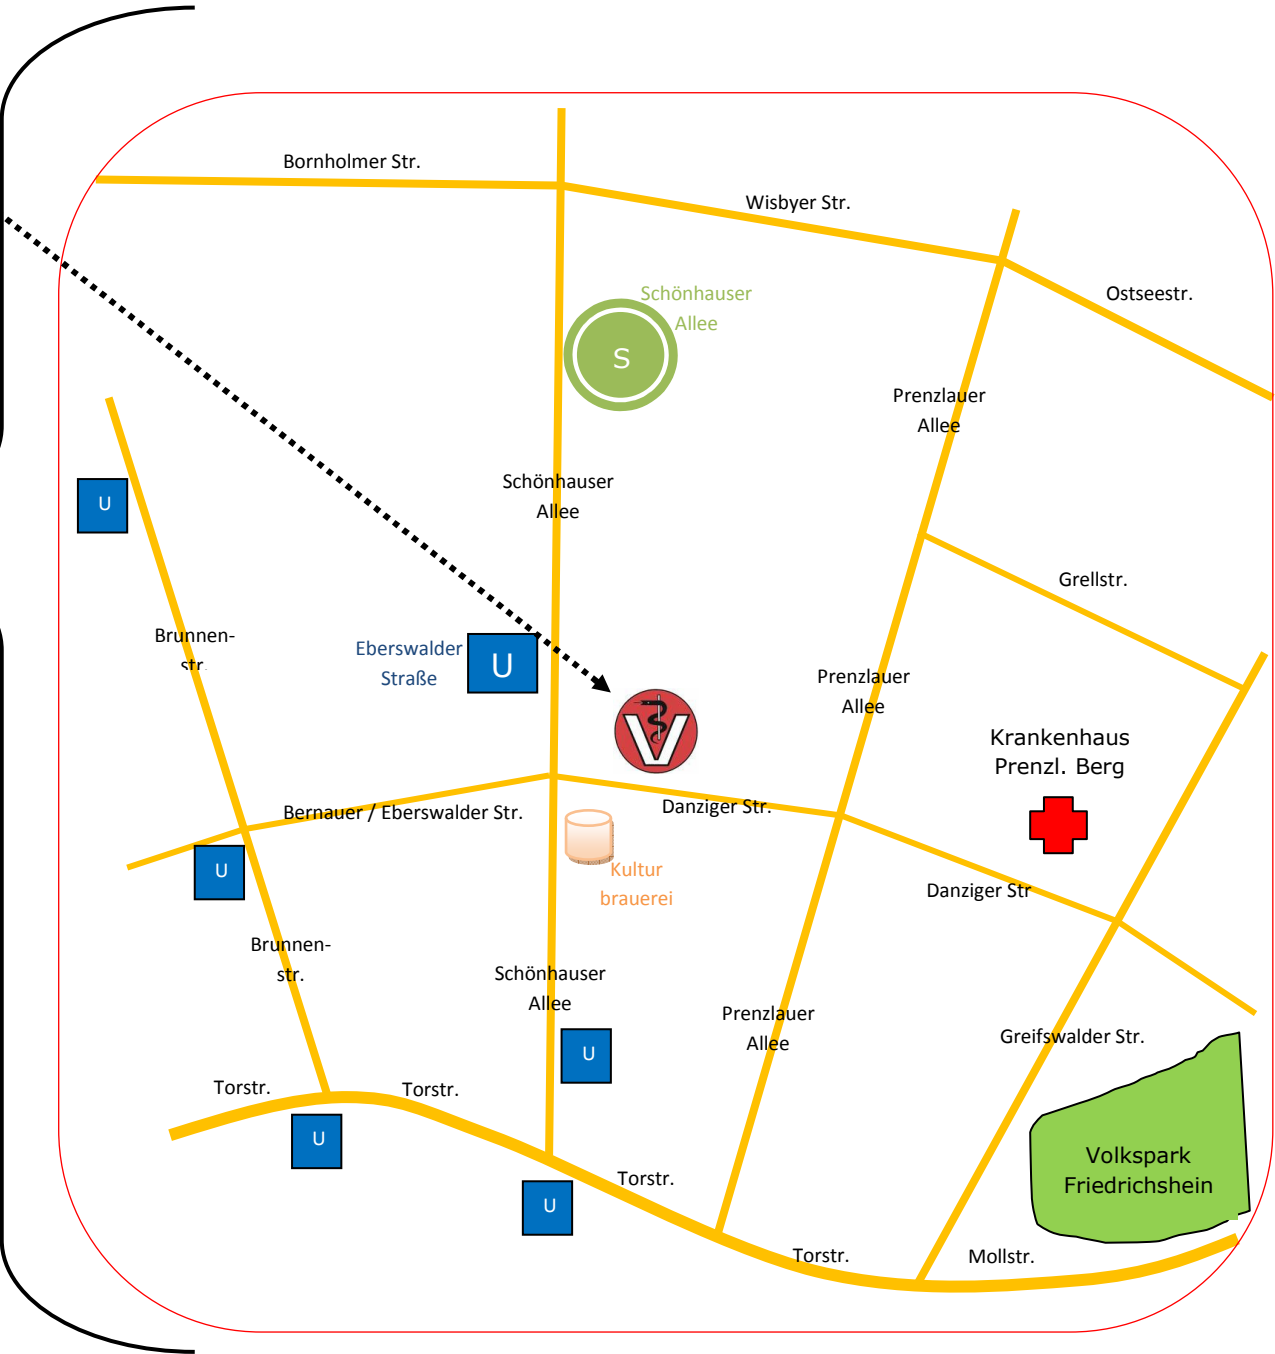 Bornholmer Str.
Wisbyer Str.
Schönhauser
Allee
Ostseestr.
S
Prenzlauer
Allee
Schönhauser
Allee
U
Grellstr.
Brunnen-
str.
Eberswalder
Straße
U
Prenzlauer
Allee
V
Krankenhaus
Prenzl. Berg
Bernauer / Eberswalder Str.
Danziger Str.
U
Kultur
brauerei
Danziger Str
Brunnen-
str.
Schönhauser
Allee
Prenzlauer
Allee
Greifswalder Str.
U
Torstr.
Torstr.
U
Volkspark
Friedrichshein
Torstr.
U
Torstr.
Mollstr.